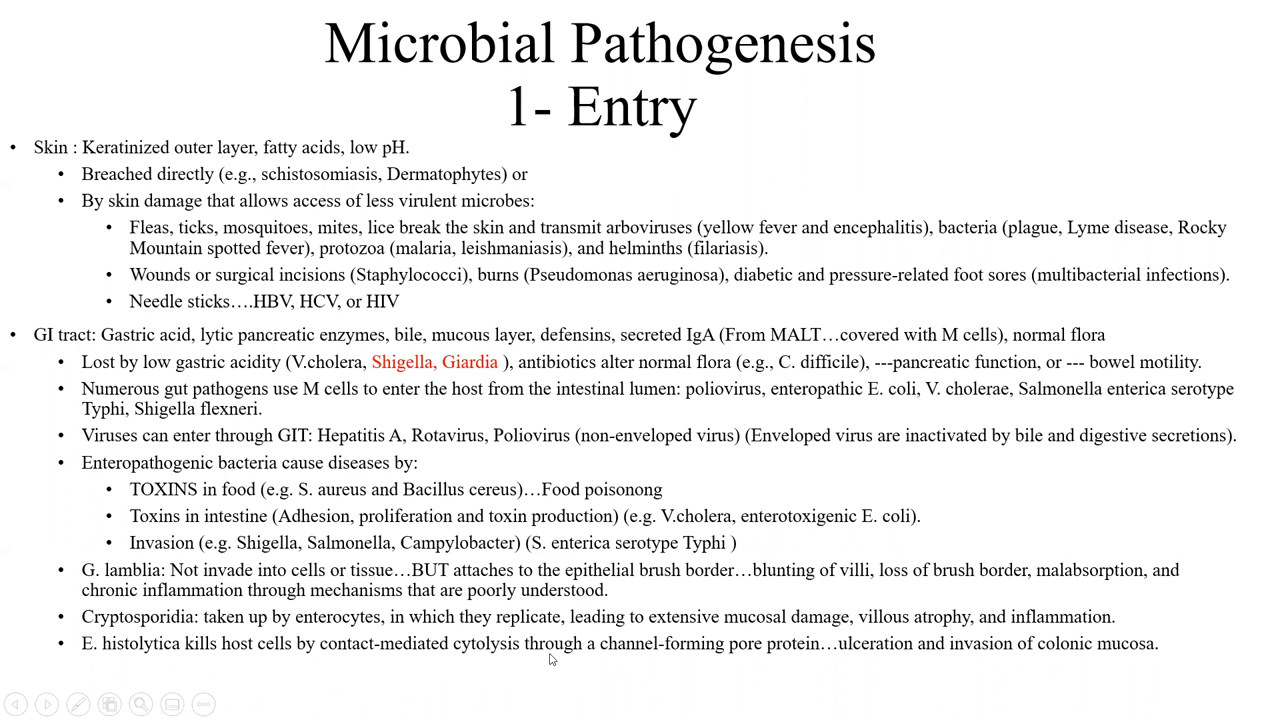 Microbial Pathogenesis
1- Entry
• Skin : Keratinized outer layer, fatty acids, low pH.
• Breached directly (e.g., schistosomiasis, Dermatophytes) or
• By skin damage that allows access of less virulent microbes:
• Fleas, ticks, mosquitoes, mites, lice break the skin and transmit arboviruses (yellow fever and encephalitis), bacteria (plague, Lyme disease, Rocky
Mountain spotted fever), protozoa (malaria, leishmaniasis), and helminths (filariasis).
• Wounds or surgical incisions (Staphylococci), burns (Pseudomonas aeruginosa), diabetic and pressure-related foot sores (multibacterial infections).
• Needle sticks….HBV, HCV, or HIV
• GI tract: Gastric acid, lytic pancreatic enzymes, bile, mucous layer, defensins, secreted IgA (From MALT…covered with M cells), normal flora
• Lost by low gastric acidity (V.cholera, Shigella, Giardia ), antibiotics alter normal flora (e.g., C. difficile), ---pancreatic function, or --- bowel motility.
• Numerous gut pathogens use M cells to enter the host from the intestinal lumen: poliovirus, enteropathic E. coli, V. cholerae, Salmonella enterica serotype
Typhi, Shigella flexneri.
• Viruses can enter through GIT: Hepatitis A, Rotavirus, Poliovirus (non-enveloped virus) (Enveloped virus are inactivated by bile and digestive secretions).
• Enteropathogenic bacteria cause diseases by:
• TOXINS in food (e.g. S. aureus and Bacillus cereus)…Food poisonong
• Toxins in intestine (Adhesion, proliferation and toxin production) (e.g. V.cholera, enterotoxigenic E. coli).
• Invasion (e.g. Shigella, Salmonella, Campylobacter) (S. enterica serotype Typhi )
• G. lamblia: Not invade into cells or tissue…BUT attaches to the epithelial brush border…blunting of villi, loss of brush border, malabsorption, and
chronic inflammation through mechanisms that are poorly understood.
• Cryptosporidia: taken up by enterocytes, in which they replicate, leading to extensive mucosal damage, villous atrophy, and inflammation.
• E. histolytica kills host cells by contact-mediated cytolysis through a channel-forming pore protein…ulceration and invasion of colonic mucosa.